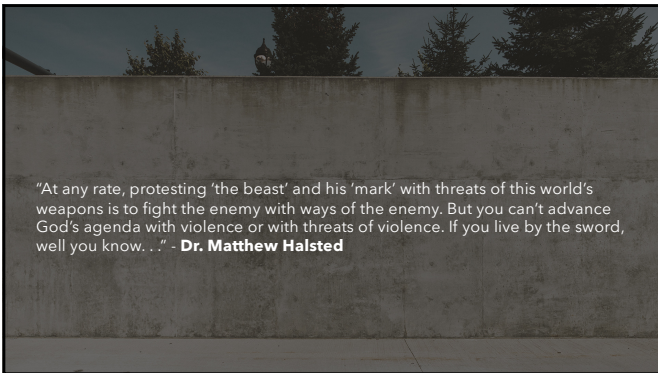 “At any rate, protesting ‘the beast’ and his ‘mark’ with threats of this world’s
weapons is to fight the enemy with ways of the enemy. But you can’t advance
God’s agenda with violence or with threats of violence. If you live by the sword,
well you know. . .” - Dr. Matthew Halsted